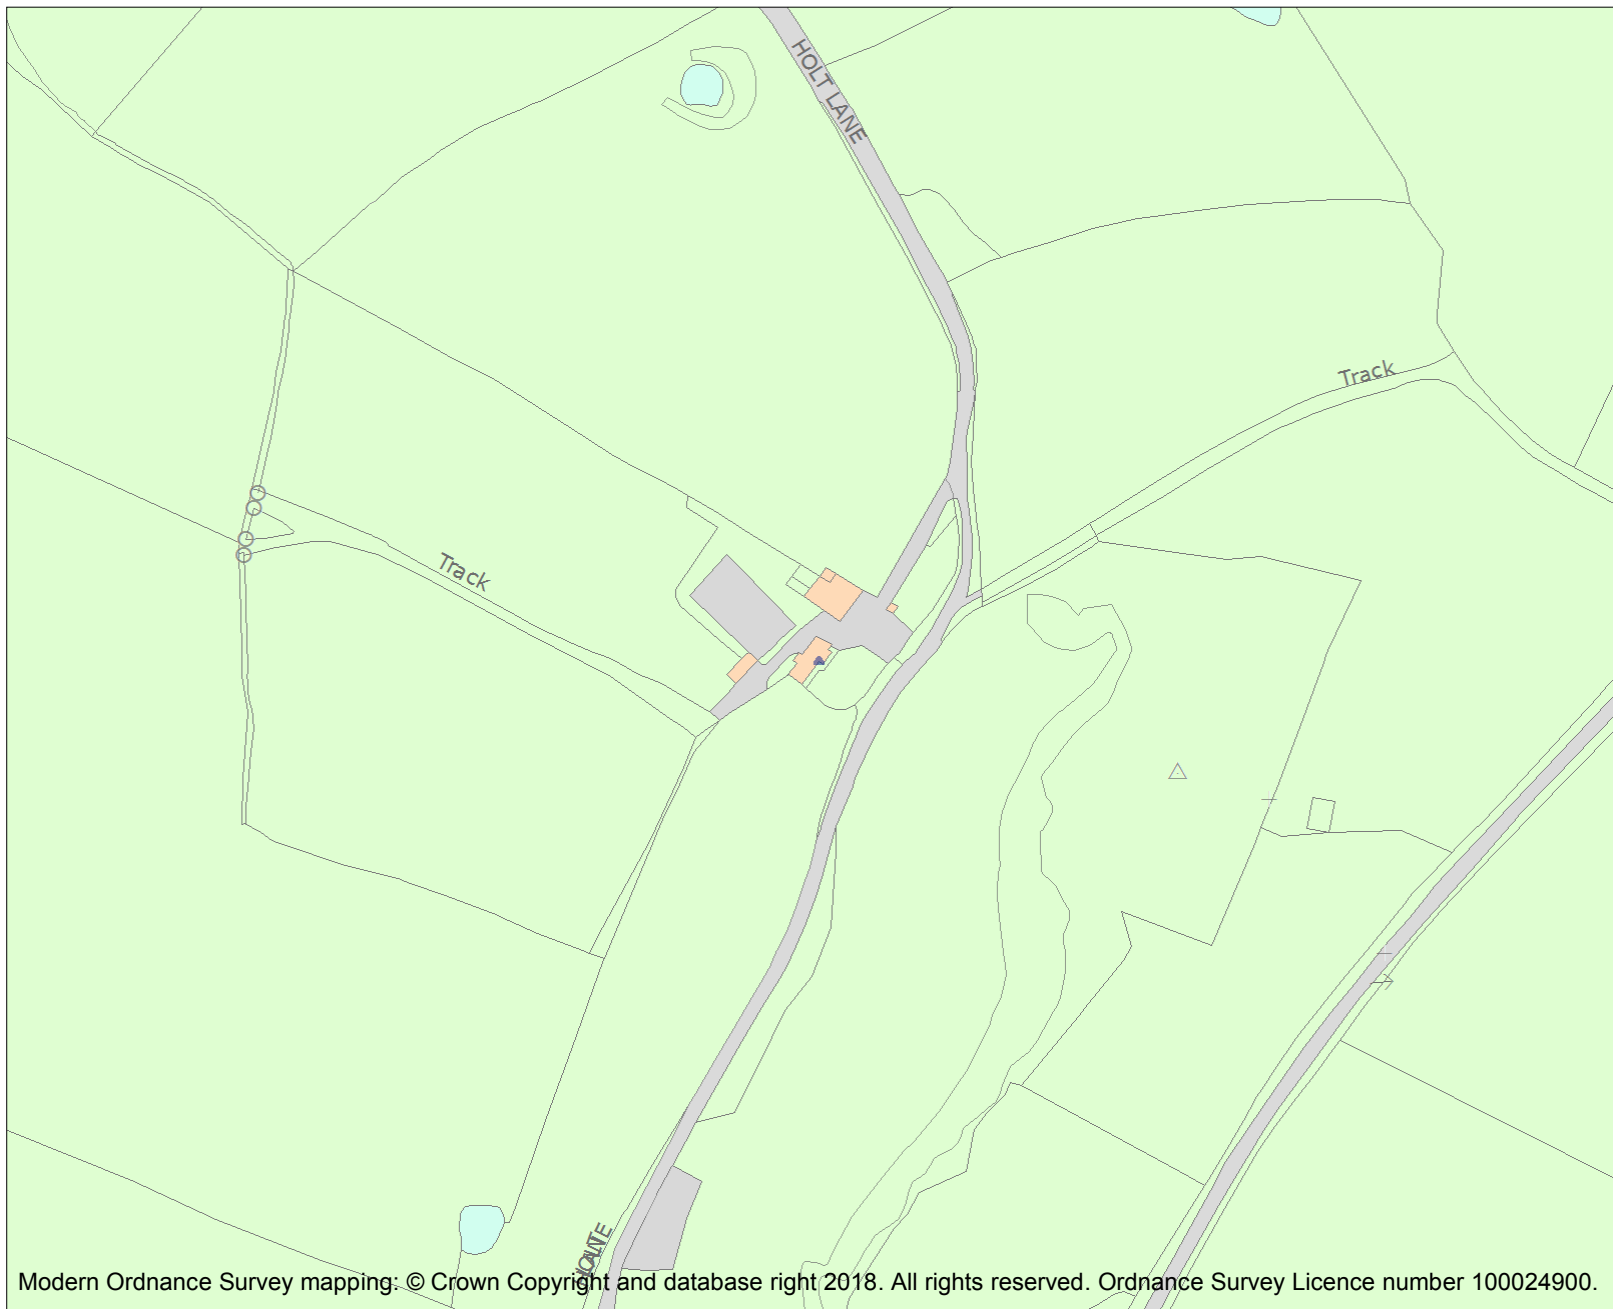 HOLT LANE
Track
Track
Modern Ordnance Survey mapping: © Crown Copyright and database right 2018. All rights reserved. Ordnance Survey Licence number 100024900.